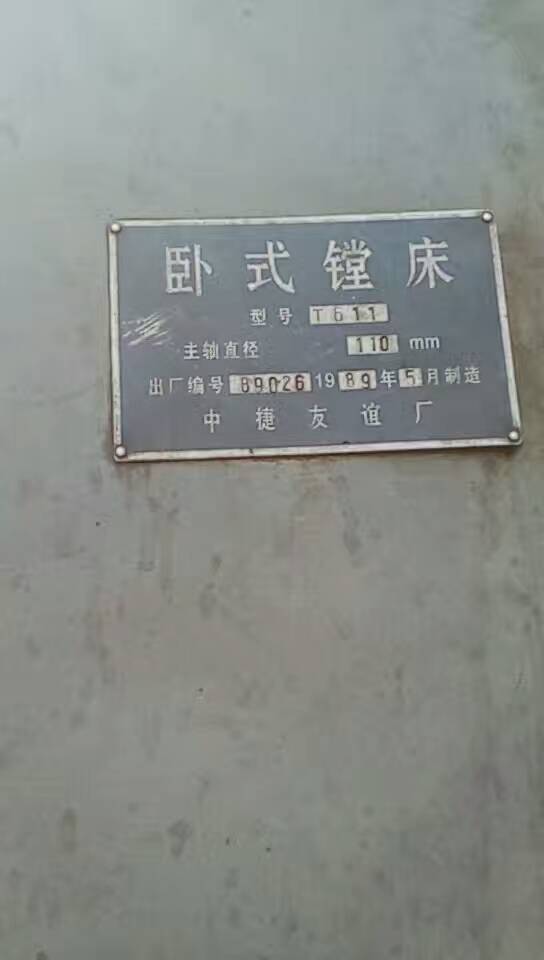 卧式镗床
型号 T611
主轴直径 110 mm
出厂编号 89026 1989年5月制造
中捷友谊厂